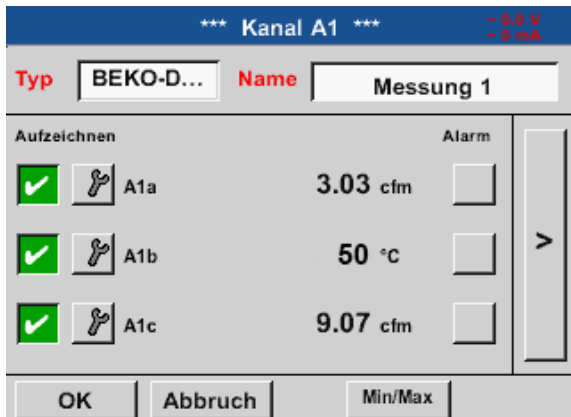 *** Kanal A1 ***
~ 0.0 V
~ 0 mA
Typ BEKO-D... Name Messung 1
Aufzeichnen Alarm
A1a 3.03 cfm
A1b 50 °C
>
A1c 9.07 cfm
OK Abbruch Min/Max